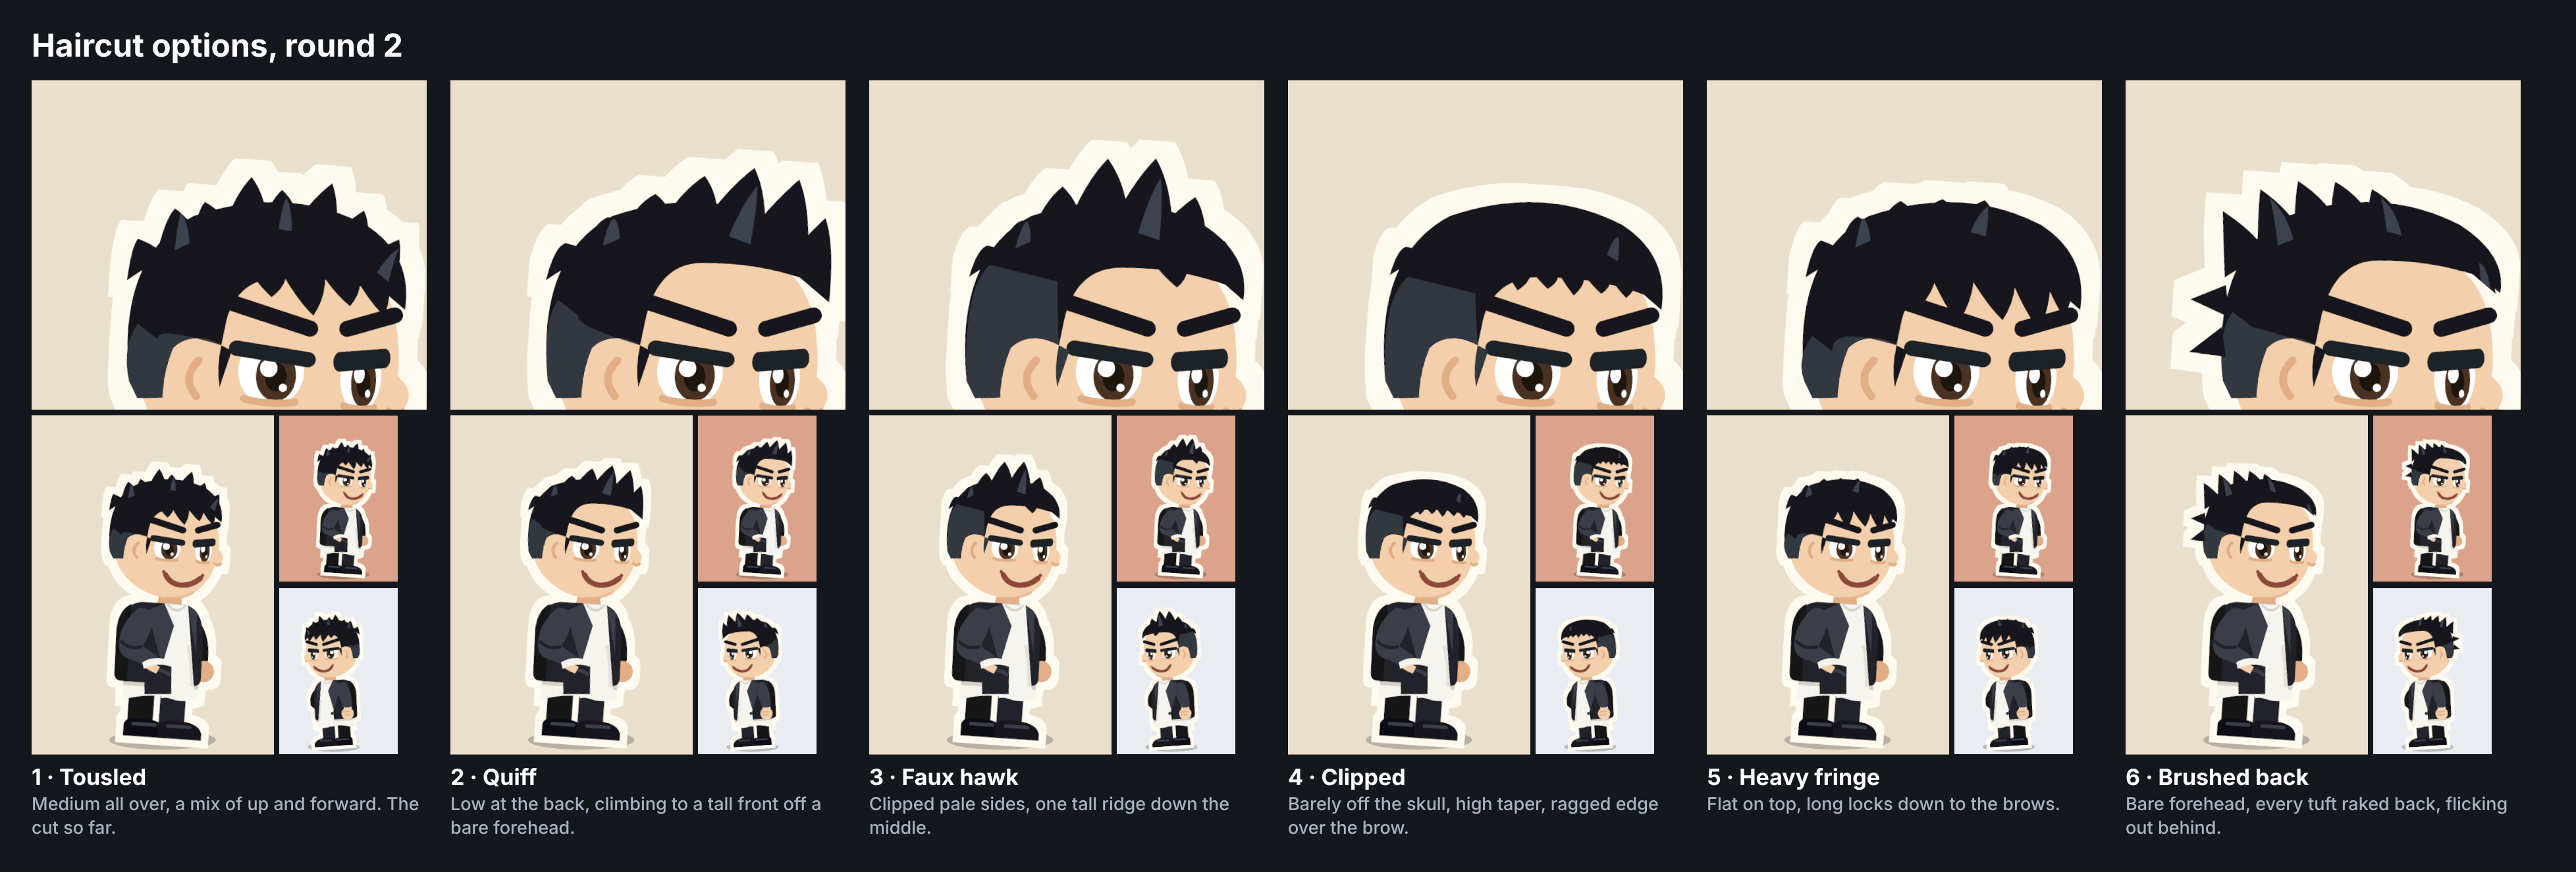 Haircut options, round 2
1 · Tousled
Medium all over, a mix of up and forward. The
cut so far.
2 · Quiff
Low at the back, climbing to a tall front off a
bare forehead.
3 · Faux hawk
Clipped pale sides, one tall ridge down the
middle.
4 · Clipped
Barely off the skull, high taper, ragged edge
over the brow.
5 · Heavy fringe
Flat on top, long locks down to the brows.
6 · Brushed back
Bare forehead, every tuft raked back, flicking
out behind.